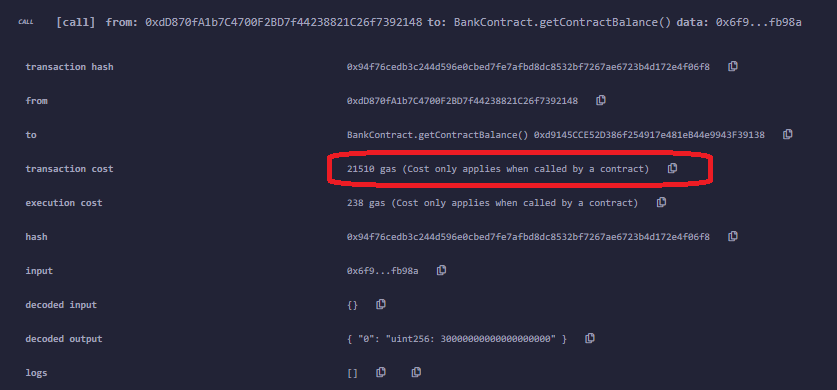 CALL [call] from: 0xdD870fA1b7C4700F2BD7f44238821C26f7392148 to: BankContract.getContractBalance() data: 0x6f9...fb98a
transaction hash 0x94f76cedb3c244d596e0cbed7fe7afbd8dc8532bf7267ae6723b4d172e4f06f8
from 0xdD870fA1b7C4700F2BD7f44238821C26f7392148
to BankContract.getContractBalance() 0xd9145CCE52D386f254917e481eB44e9943F39138
transaction cost 21510 gas (Cost only applies when called by a contract)
execution cost 238 gas (Cost only applies when called by a contract)
hash 0x94f76cedb3c244d596e0cbed7fe7afbd8dc8532bf7267ae6723b4d172e4f06f8
input 0x6f9...fb98a
decoded input {}
decoded output { "0": "uint256: 30000000000000000000" }
logs []